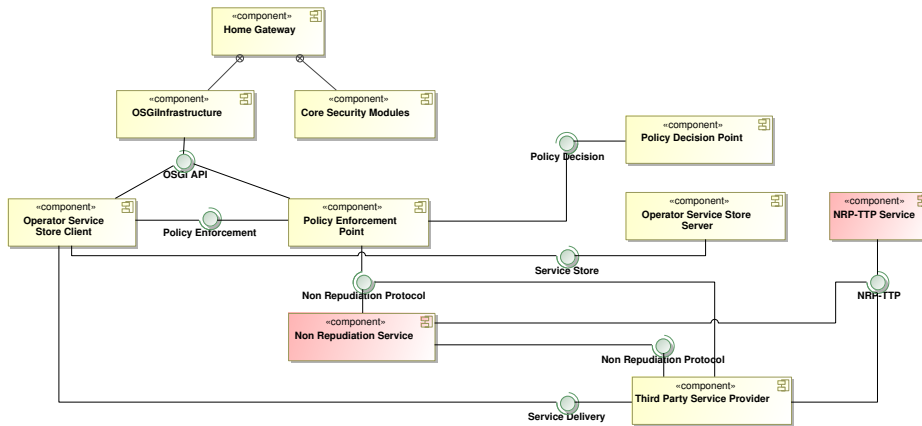 «component»
Home Gateway
«component»
OSGiInfrastructure
«component»
Core Security Modules
«component»
Policy Decision Point
Policy Decision
OSGI API
«component»
Operator Service
Store Client
Policy Enforcement
«component»
Policy Enforcement
Point
«component»
Operator Service Store
Server
«component»
NRP-TTP Service
Service Store
Non Repudiation Protocol
NRP-TTP
«component»
Non Repudiation Service
Non Repudiation Protocol
«component»
Third Party Service Provider
Service Delivery